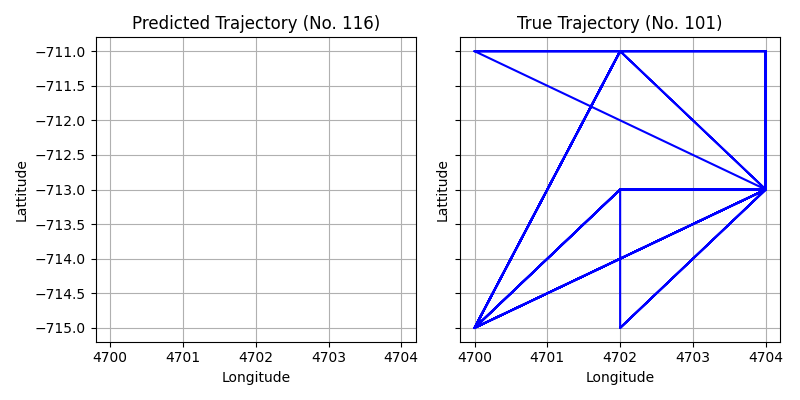 Predicted Trajectory (No. 116)
Lattitude
−711.0
−711.5
−712.0
−712.5
−713.0
−713.5
−714.0
−714.5
−715.0
4700 4701 4702 4703 4704
Longitude
True Trajectory (No. 101)
Lattitude
4700 4701 4702 4703 4704
Longitude